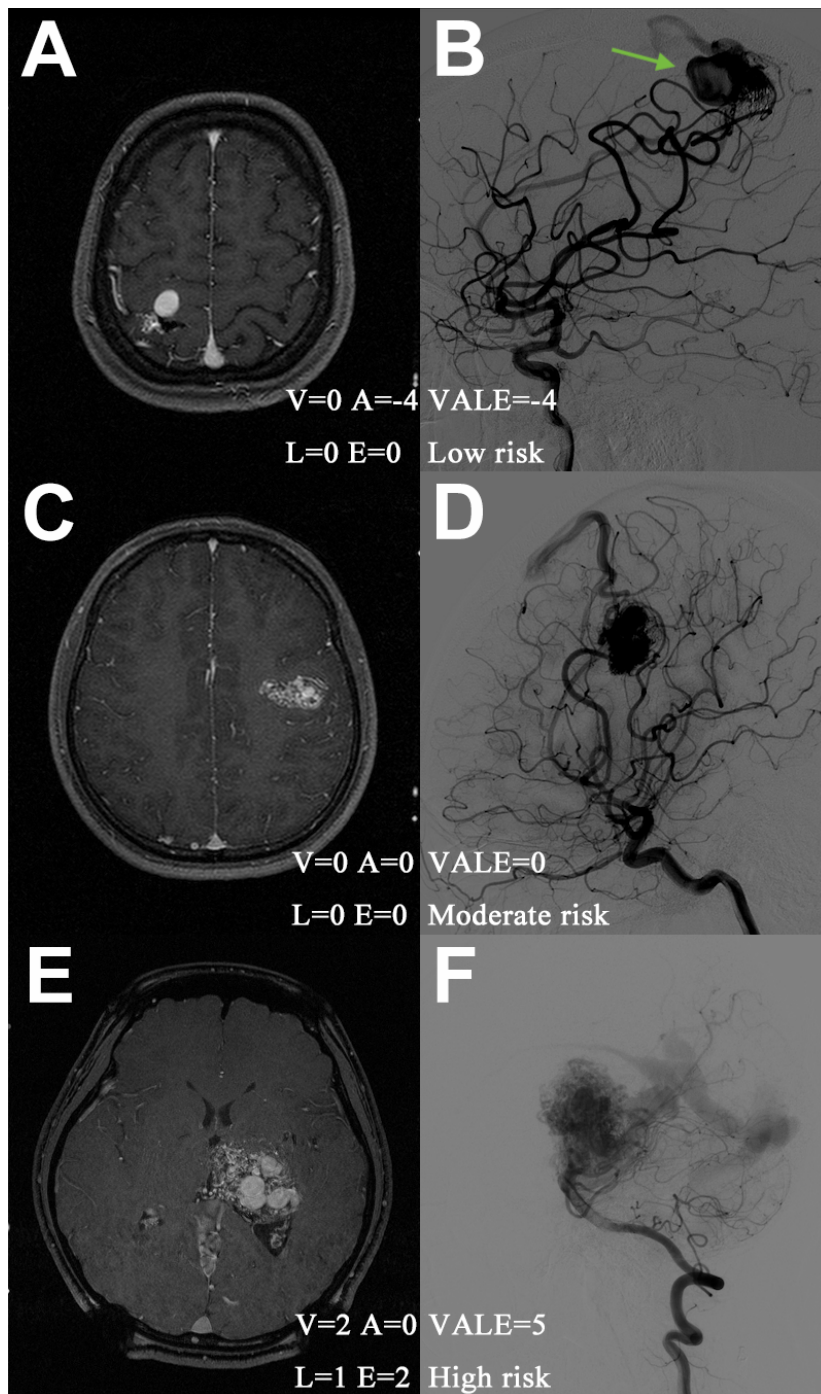 A
B
V=0 A=-4 VALE=-4
L=0 E=0 Low risk
C
D
V=0 A=0 VALE=0
L=0 E=0 Moderate risk
E
F
V=2 A=0 VALE=5
L=1 E=2 High risk